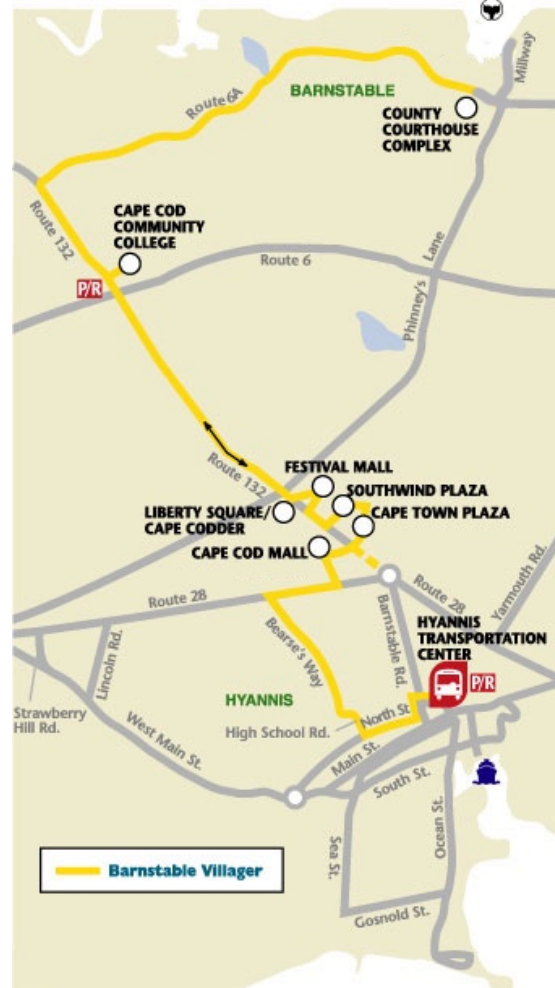 Millway
Route 6A
BARNSTABLE
COUNTY
COURTHOUSE
COMPLEX
Route 132
CAPE COD
COMMUNITY
COLLEGE
P/R
Route 6
Phinney's Lane
Route 132
FESTIVAL MALL
SOUTHWIND PLAZA
LIBERTY SQUARE/
CAPE CODDER
CAPE TOWN PLAZA
CAPE COD MALL
Route 28
Route 28
Yarmouth Rd.
Barnstable Rd.
Bearse's Way
Lincoln Rd.
HYANNIS
TRANSPORTATION
CENTER
P/R
HYANNIS
Strawberry
Hill Rd.
High School Rd.
North St
West Main St.
Main St.
South St.
Sea St.
Ocean St.
Gosnold St.
Barnstable Villager